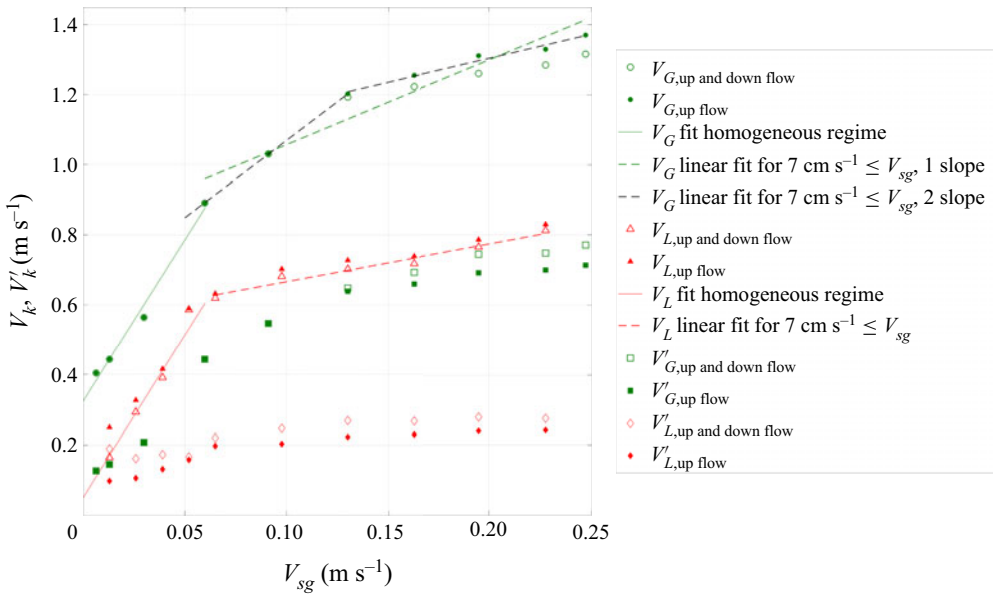 1.4
1.2
1.0
0.8
0.6
0.4
0.2
V_k, V'_k (m s⁻¹)
0
0.05
0.10
0.15
0.20
0.25
V_sg (m s⁻¹)
V_G,up and down flow
V_G,up flow
V_G fit homogeneous regime
V_G linear fit for 7 cm s⁻¹ ≤ V_sg, 1 slope
V_G linear fit for 7 cm s⁻¹ ≤ V_sg, 2 slope
V_L,up and down flow
V_L,up flow
V_L fit homogeneous regime
V_L linear fit for 7 cm s⁻¹ ≤ V_sg
V'_G,up and down flow
V'_G,up flow
V'_L,up and down flow
V'_L,up flow